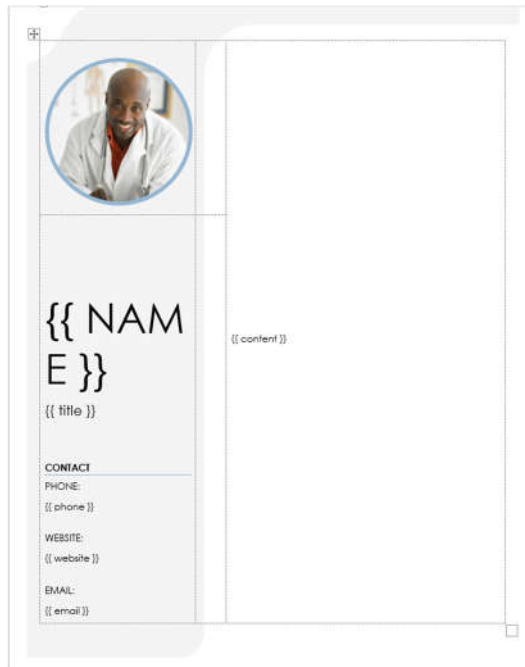 {{ NAM
E }}
{{ title }}
CONTACT
PHONE:
{{ phone }}
WEBSITE:
{{ website }}
EMAIL:
{{ email }}
{{ content }}